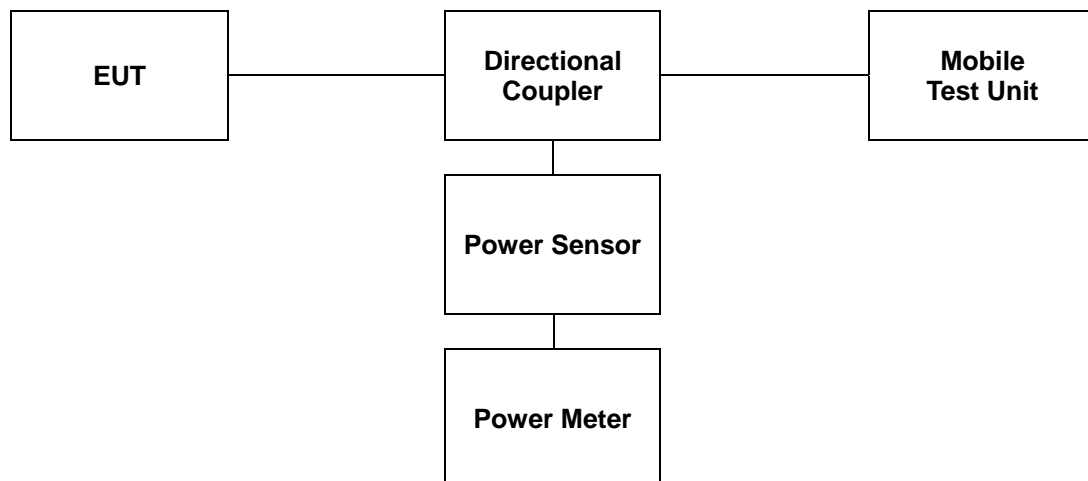 EUT
Directional
Coupler
Mobile
Test Unit
Power Sensor
Power Meter